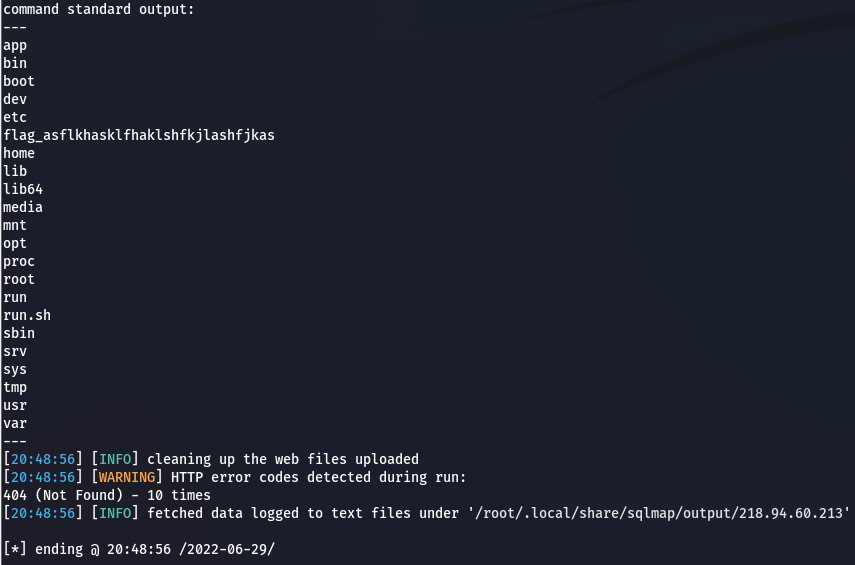 command standard output:
---
app
bin
boot
dev
etc
flag_asflkhasklfhaklshfkjlashfjkas
home
lib
lib64
media
mnt
opt
proc
root
run
run.sh
sbin
srv
sys
tmp
usr
var
---
[20:48:56] [INFO] cleaning up the web files uploaded
[20:48:56] [WARNING] HTTP error codes detected during run:
404 (Not Found) - 10 times
[20:48:56] [INFO] fetched data logged to text files under '/root/.local/share/sqlmap/output/218.94.60.213'
[*] ending @ 20:48:56 /2022-06-29/